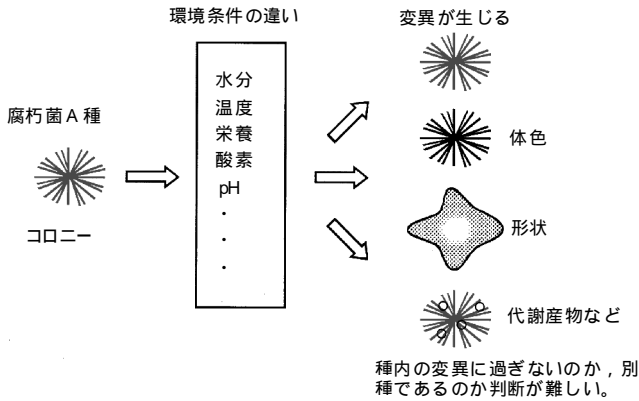 環境条件の違い
変異が生じる
腐朽菌A種
コロニー
水分
温度
栄養
酸素
pH
・
・
・
体色
形状
代謝産物など
種内の変異に過ぎないのか，別
種であるのか判断が難しい。